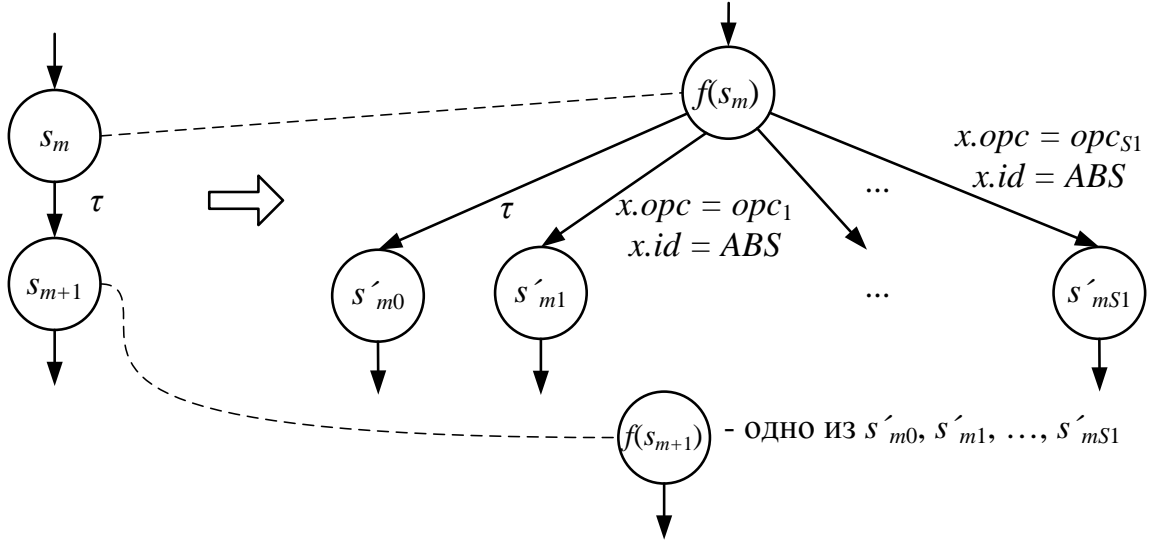 s_m
τ
s_{m+1}
f(s_m)
τ
x.opc = opc_1
x.id = ABS
...
x.opc = opc_{S1}
x.id = ABS
s´_{m0}
s´_{m1}
...
s´_{mS1}
f(s_{m+1})
- одно из s´_{m0}, s´_{m1}, …, s´_{mS1}